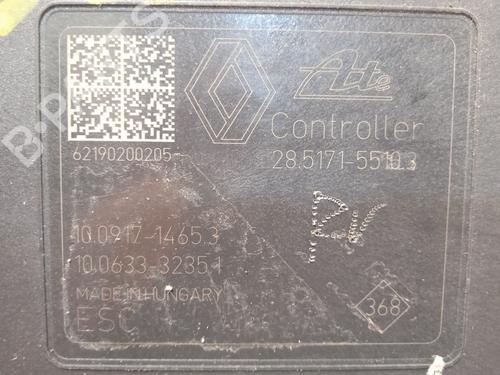 Ate
Controller
62190200205
28.5171-5510.3
10.0917-1465.3
10.0633-3235.1
MADE IN HUNGARY
ESC
368